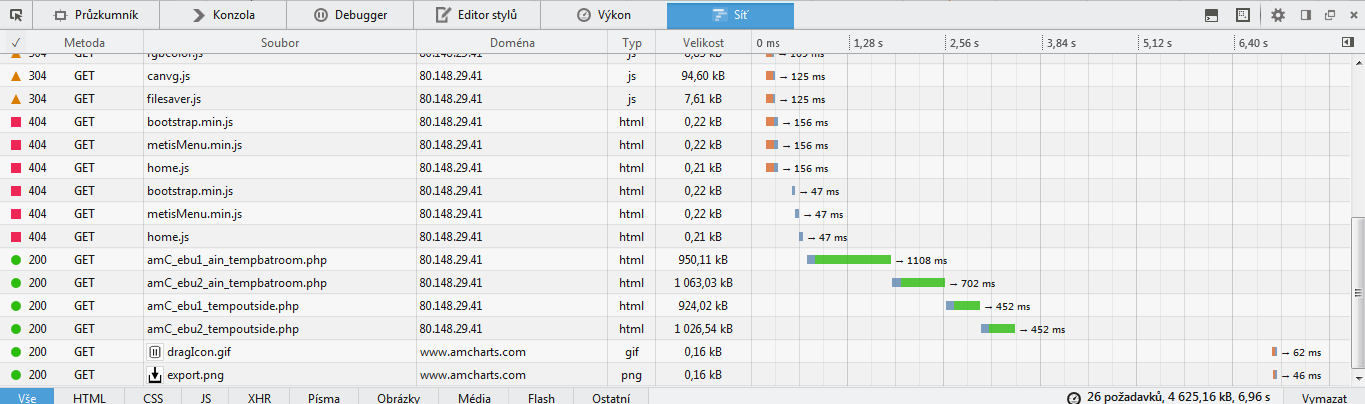 Průzkumník Konzola Debugger Editor stylů Výkon Síť
✓ Metoda Soubor Doména Typ Velikost 0 ms 1,28 s 2,56 s 3,84 s 5,12 s 6,40 s
304 GET rgbcolor.js 80.148.29.41 js → 109 ms
304 GET canvg.js 80.148.29.41 js 94,60 kB → 125 ms
304 GET filesaver.js 80.148.29.41 js 7,61 kB → 125 ms
404 GET bootstrap.min.js 80.148.29.41 html 0,22 kB → 156 ms
404 GET metisMenu.min.js 80.148.29.41 html 0,22 kB → 156 ms
404 GET home.js 80.148.29.41 html 0,21 kB → 156 ms
404 GET bootstrap.min.js 80.148.29.41 html 0,22 kB → 47 ms
404 GET metisMenu.min.js 80.148.29.41 html 0,22 kB → 47 ms
404 GET home.js 80.148.29.41 html 0,21 kB → 47 ms
200 GET amC_ebu1_ain_tempbatroom.php 80.148.29.41 html 950,11 kB → 1108 ms
200 GET amC_ebu2_ain_tempbatroom.php 80.148.29.41 html 1 063,03 kB → 702 ms
200 GET amC_ebu1_tempoutside.php 80.148.29.41 html 924,02 kB → 452 ms
200 GET amC_ebu2_tempoutside.php 80.148.29.41 html 1 026,54 kB → 452 ms
200 GET dragIcon.gif www.amcharts.com gif 0,16 kB → 62 ms
200 GET export.png www.amcharts.com png 0,16 kB → 46 ms
Vše HTML CSS JS XHR Písma Obrázky Média Flash Ostatní 26 požadavků, 4 625,16 kB, 6,96 s Vymazat